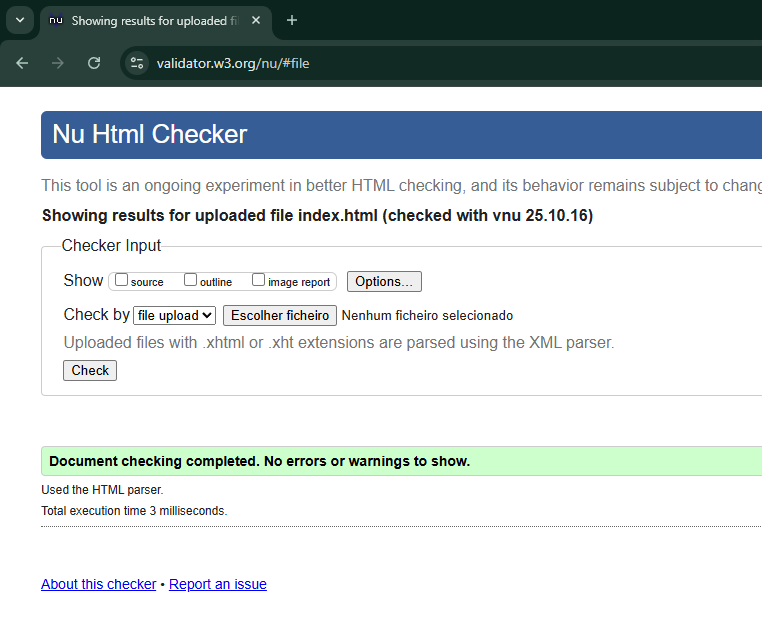 nu Showing results for uploaded fi
validator.w3.org/nu/#file
Nu Html Checker
This tool is an ongoing experiment in better HTML checking, and its behavior remains subject to chang
Showing results for uploaded file index.html (checked with vnu 25.10.16)
Checker Input
Show source outline image report Options...
Check by file upload Escolher ficheiro Nenhum ficheiro selecionado
Uploaded files with .xhtml or .xht extensions are parsed using the XML parser.
Check
Document checking completed. No errors or warnings to show.
Used the HTML parser.
Total execution time 3 milliseconds.
About this checker • Report an issue